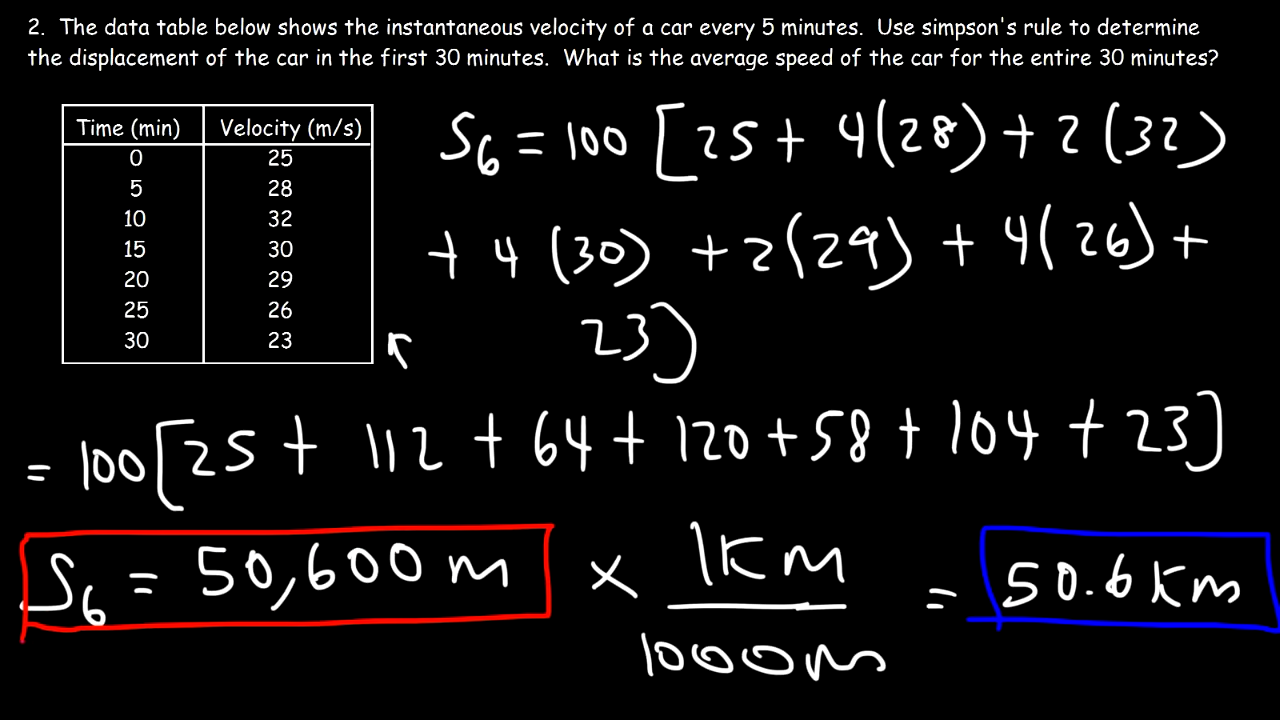 2. The data table below shows the instantaneous velocity of a car every 5 minutes. Use simpson's rule to determine
the displacement of the car in the first 30 minutes. What is the average speed of the car for the entire 30 minutes?
Time (min) Velocity (m/s)
0 25
5 28
10 32
15 30
20 29
25 26
30 23
S6 = 100 [25 + 4(28) + 2(32)
+ 4(30) + 2(29) + 4(26) +
23)
= 100[25 + 112 + 64 + 120 + 58 + 104 + 23]
S6 = 50,600 m × 1Km = 50.6 Km
1000m